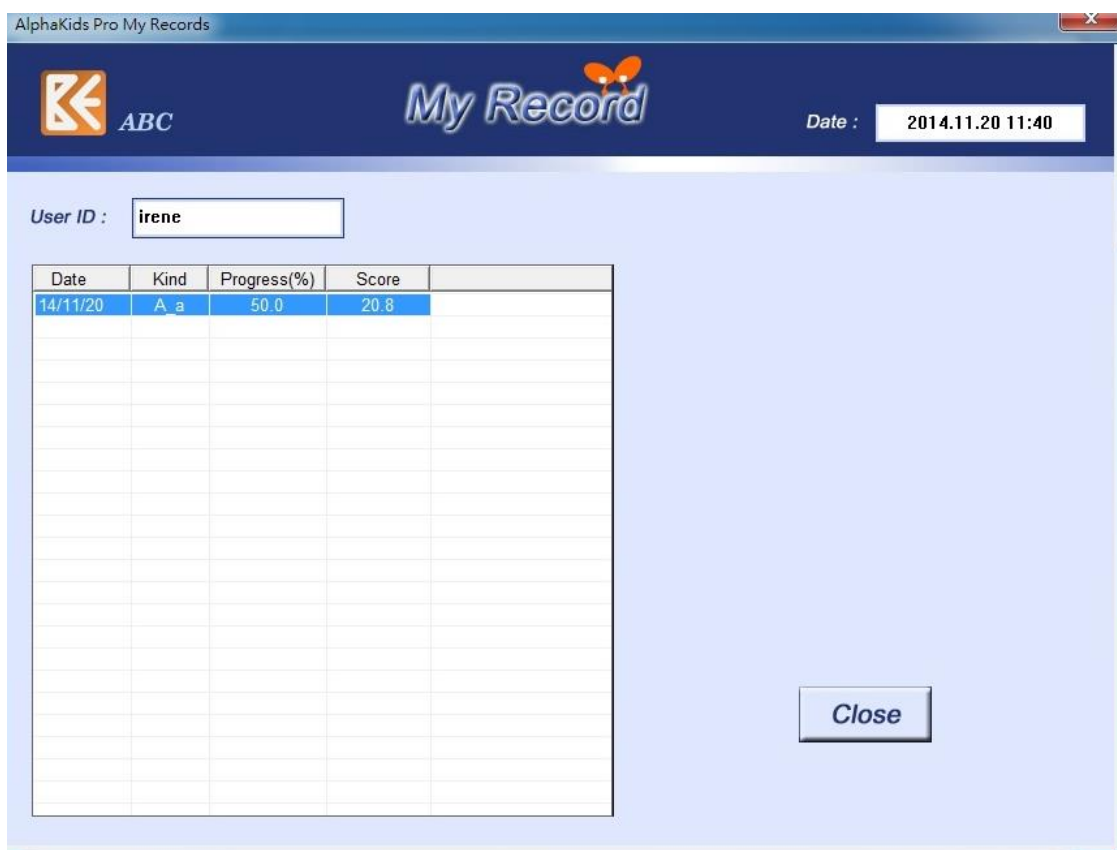 AlphaKids Pro My Records
ABC
My Record
Date : 2014.11.20 11:40
User ID : irene
Date Kind Progress(%) Score
14/11/20 A_a 50.0 20.8
Close